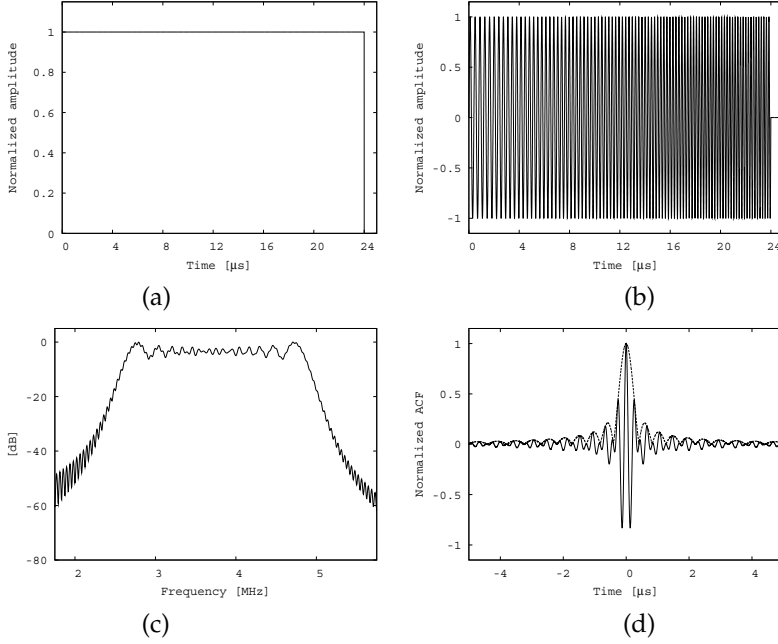 Normalized amplitude
1
0.8
0.6
0.4
0.2
0
0 4 8 12 16 20 24
Time [µs]
(a)
Normalized amplitude
1
0.5
0
-0.5
-1
0 4 8 12 16 20 24
Time [µs]
(b)
[dB]
0
-20
-40
-60
-80
2 3 4 5
Frequency [MHz]
(c)
Normalized ACF
1
0.5
0
-0.5
-1
-4 -2 0 2 4
Time [µs]
(d)